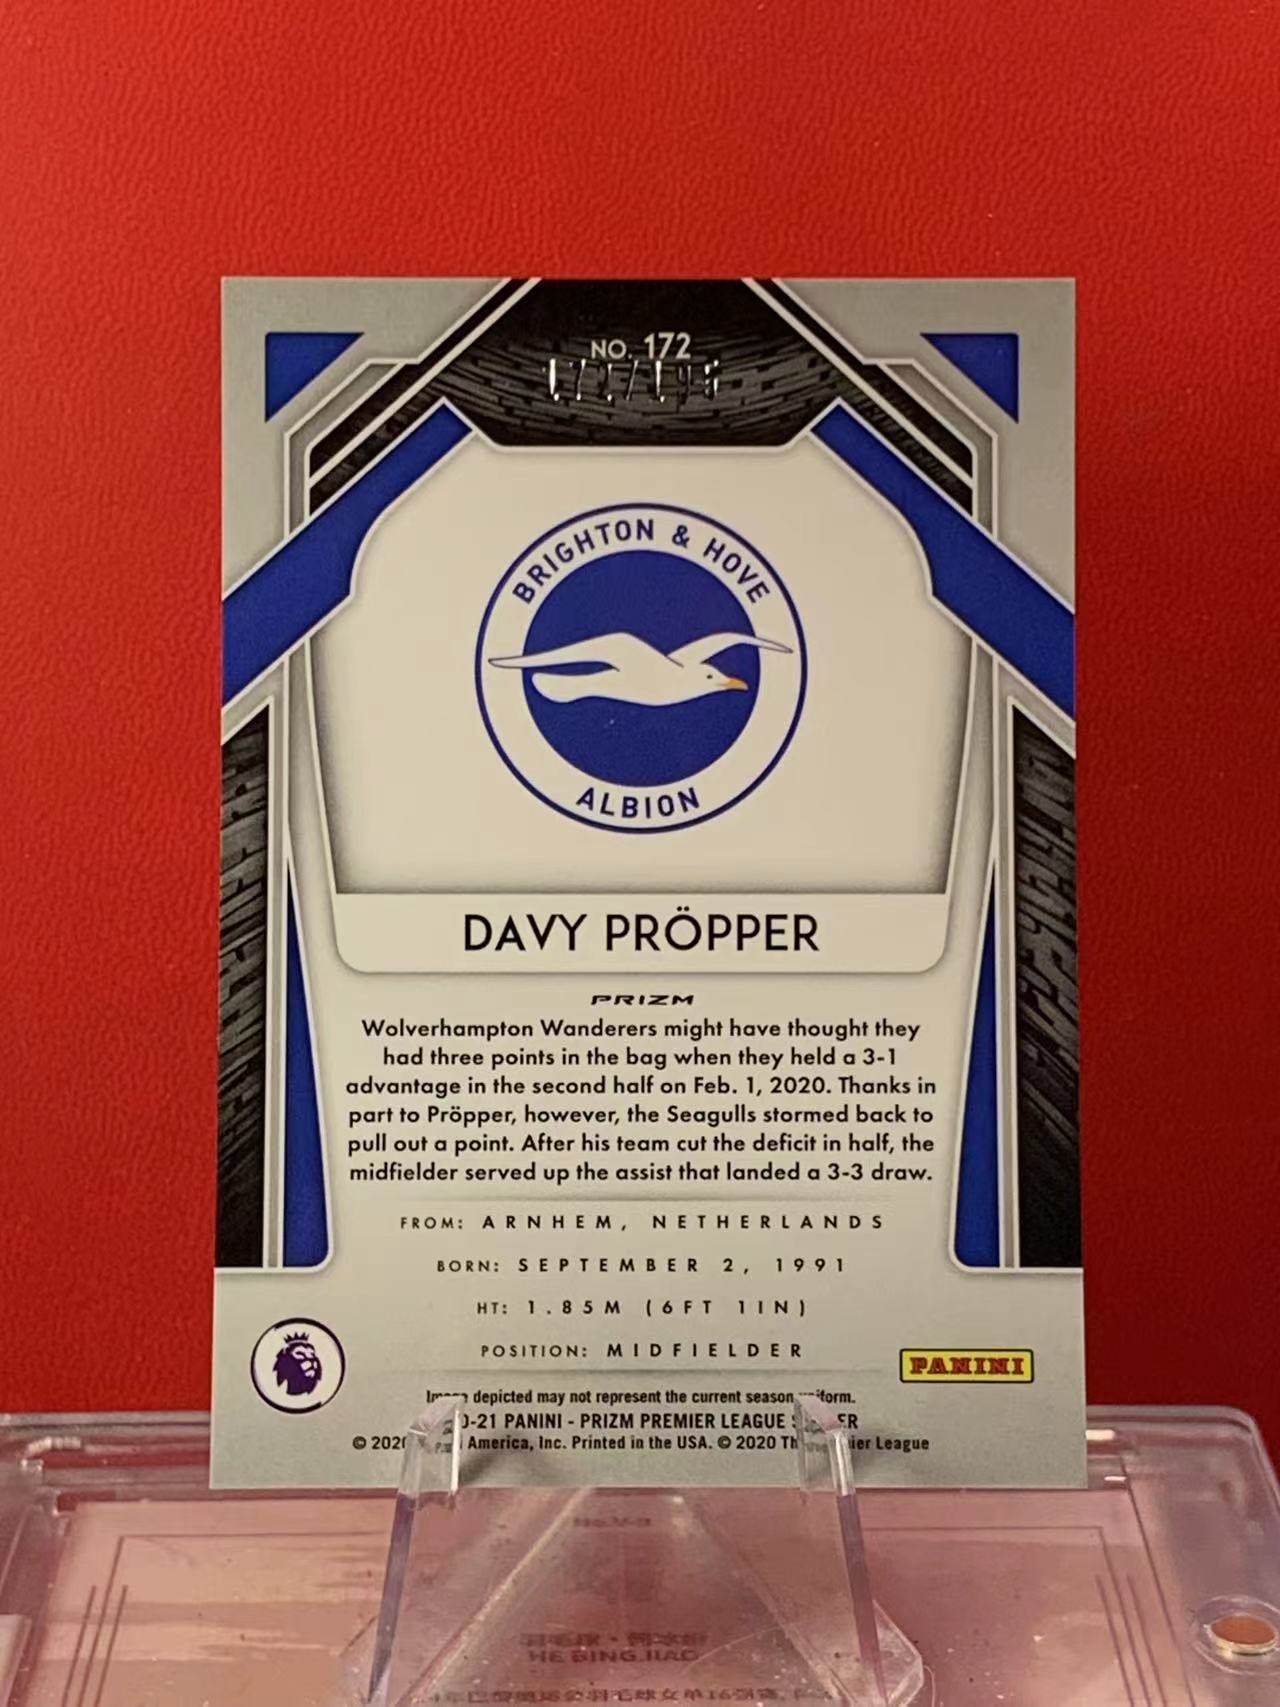 NO. 172
BRIGHTON & HOVE
ALBION
DAVY PRÖPPER
PRIZM
Wolverhampton Wanderers might have thought they
had three points in the bag when they held a 3-1
advantage in the second half on Feb. 1, 2020. Thanks in
part to Pröpper, however, the Seagulls stormed back to
pull out a point. After his team cut the deficit in half, the
midfielder served up the assist that landed a 3-3 draw.
FROM: ARNHEM, NETHERLANDS
BORN: SEPTEMBER 2, 1991
HT: 1.85M (6FT 1IN)
POSITION: MIDFIELDER
PANINI
depicted may not represent the current season
PANINI - PRIZM PREMIER LEAGUE
America, Inc. Printed in the USA. © 2020 League
HE BINGJIAO